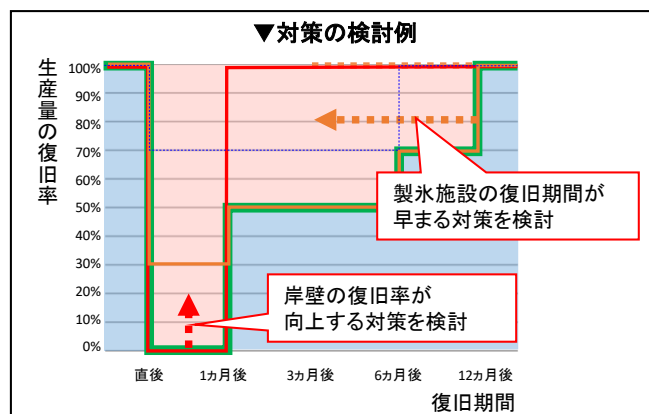 ▼対策の検討例
生産量の復旧率
100%
90%
80%
70%
60%
50%
40%
30%
20%
10%
0%
製氷施設の復旧期間が
早まる対策を検討
岸壁の復旧率が
向上する対策を検討
直後
1ヵ月後
3ヵ月後
6ヵ月後
12ヵ月後
復旧期間